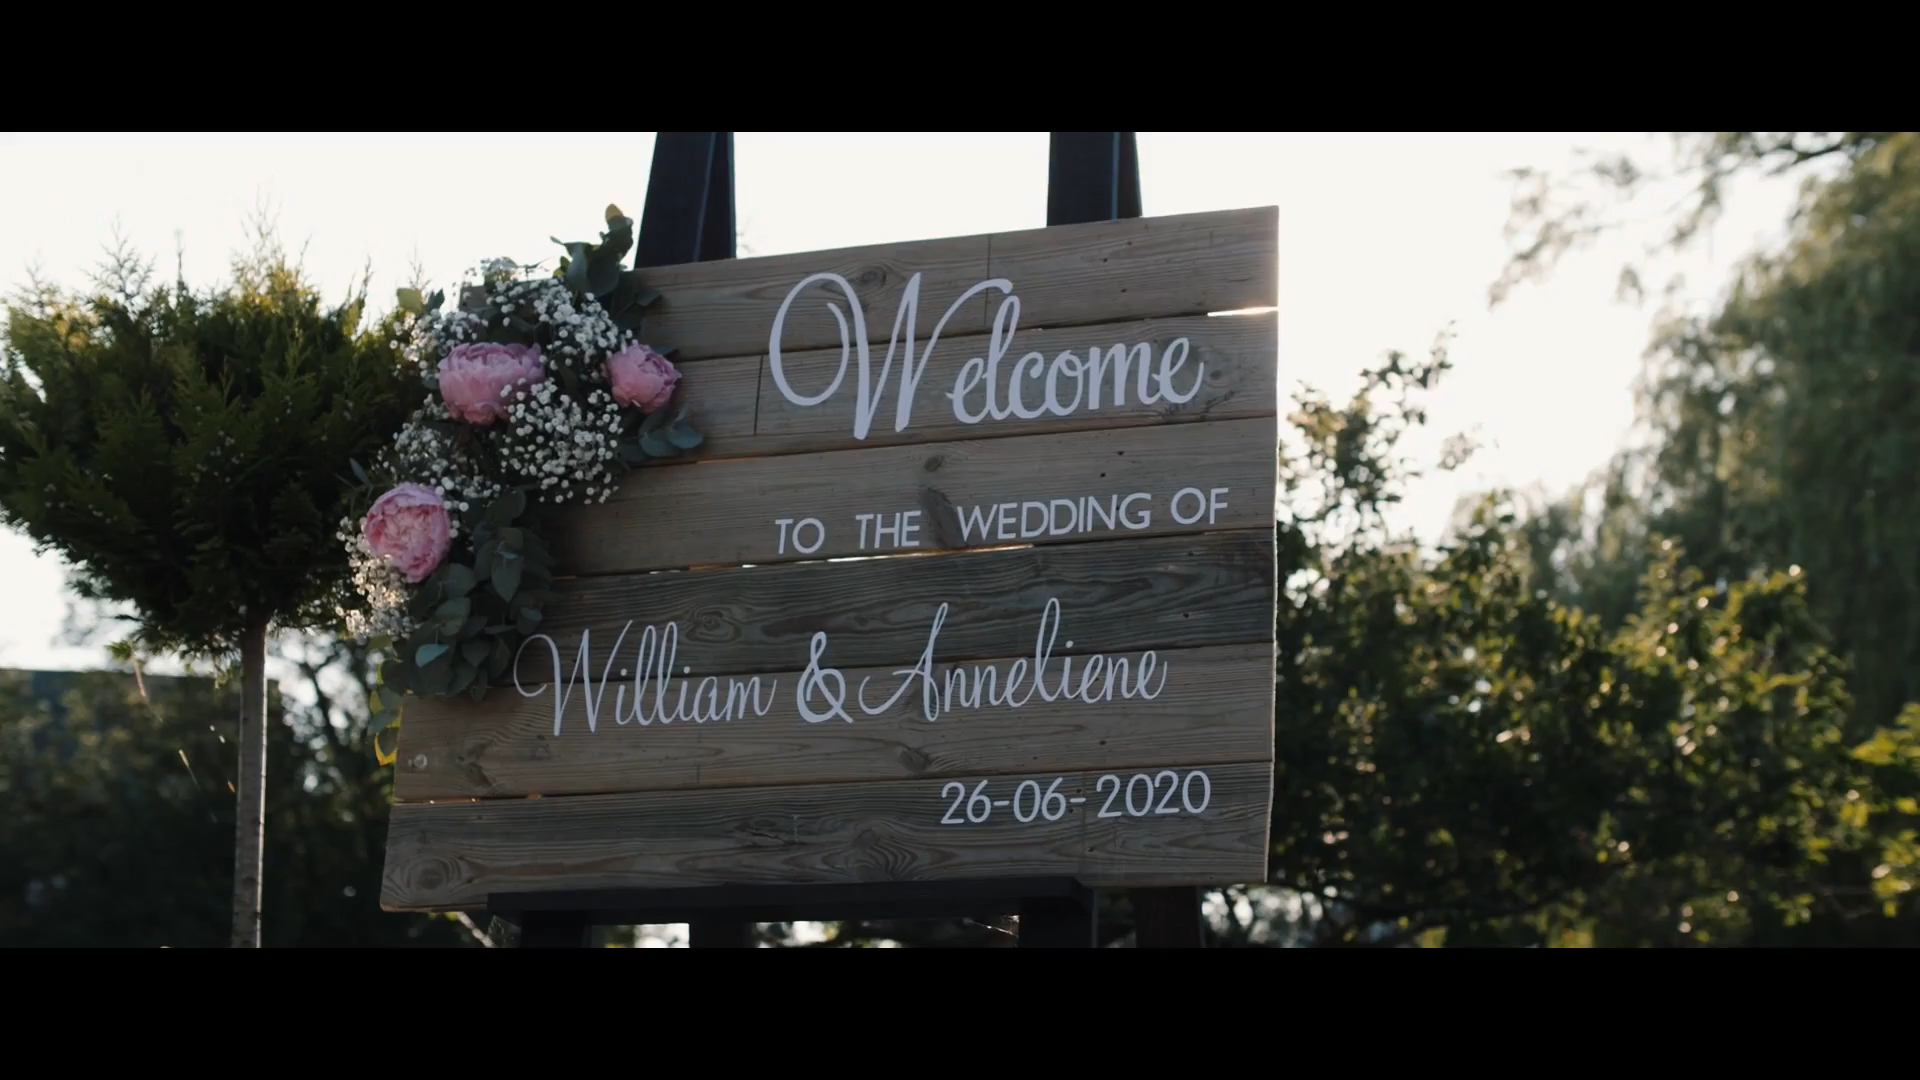 Welcome
TO THE WEDDING OF
William & Anneliene
26-06-2020